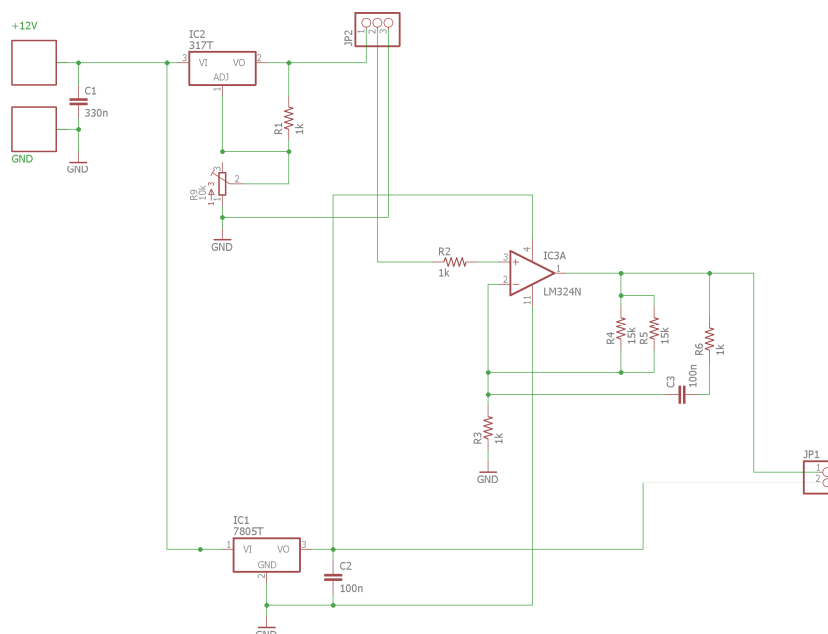 +12V
GND
C1
330n
GND
IC2
317T
3
VI
VO
2
ADJ
1
R1
1k
R9
10k
3
2
1
GND
JP2
1
2
3
R2
1k
3
2
+
-
4
11
1
IC3A
LM324N
R4
15k
R5
15k
R6
1k
C3
100n
R3
1k
GND
JP1
1
2
IC1
7805T
1
VI
VO
3
GND
2
C2
100n
GND